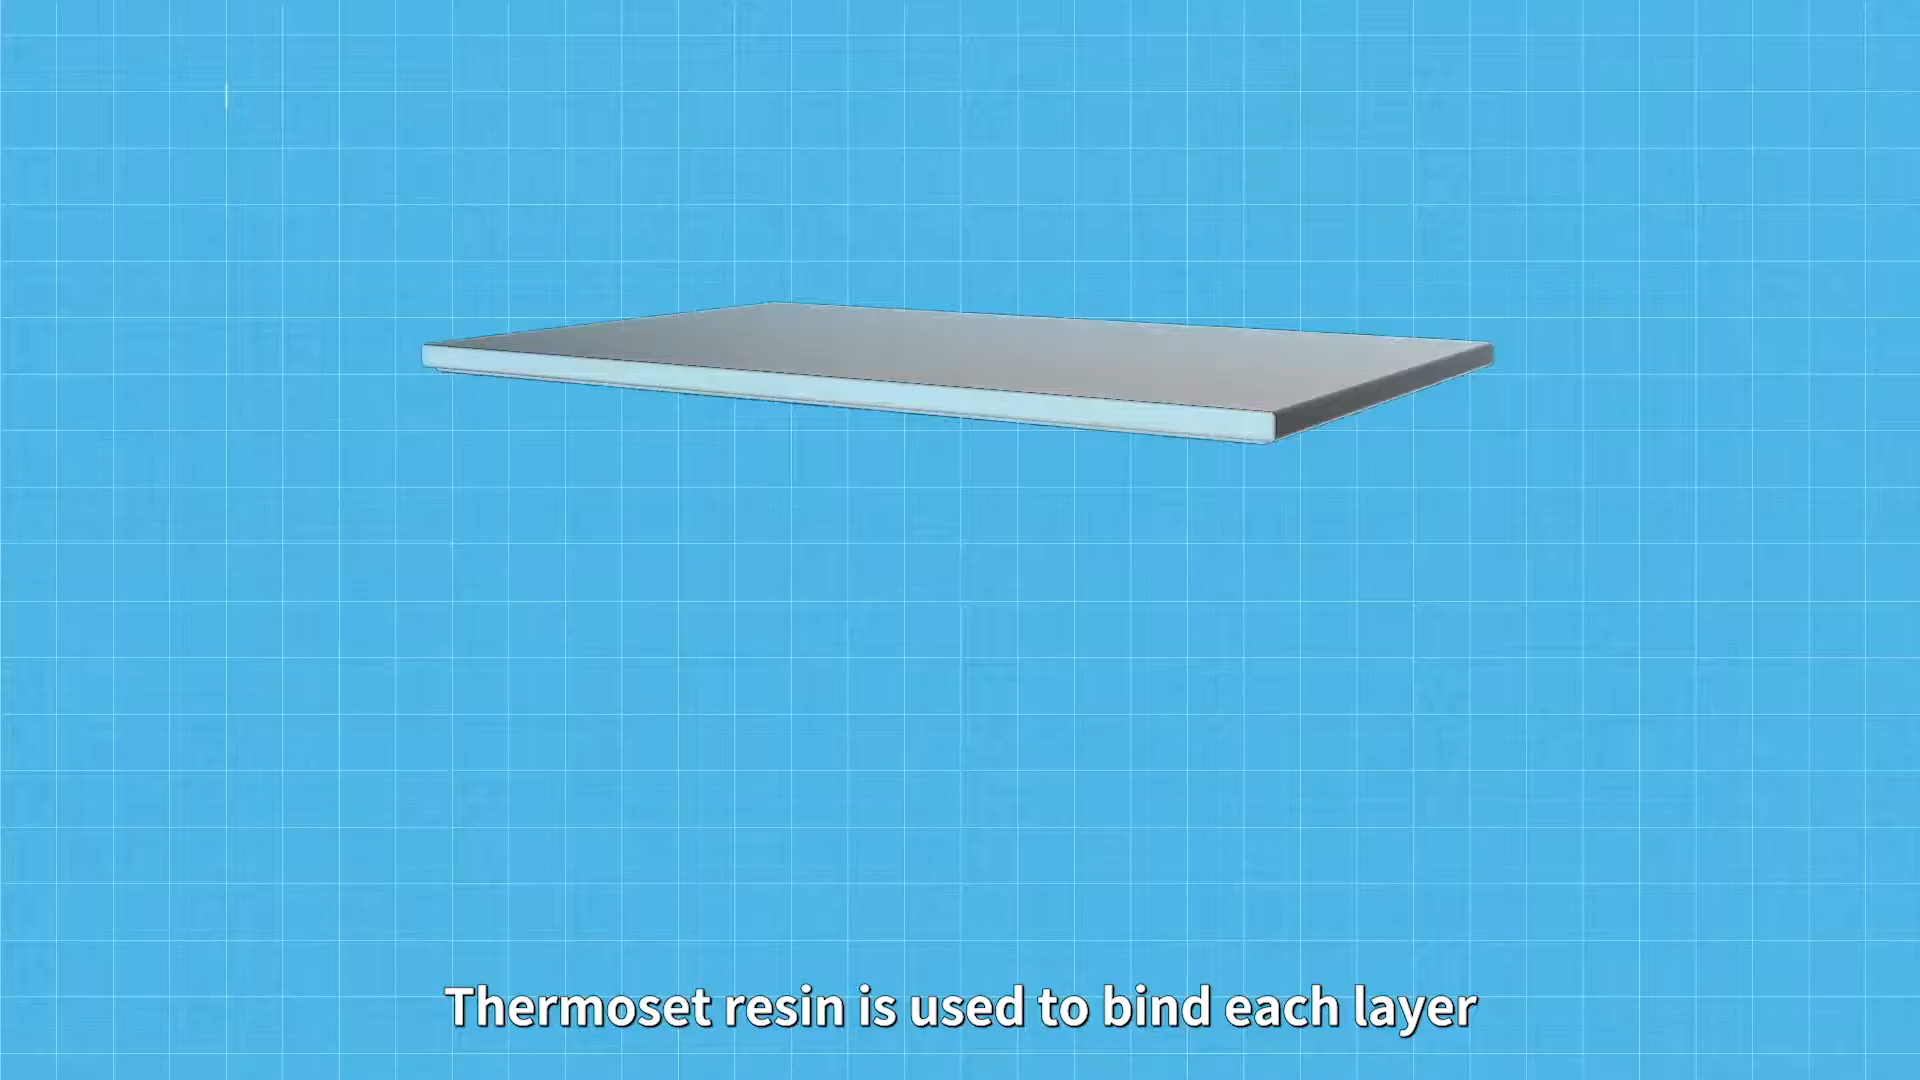 Thermoset resin is used to bind each layer